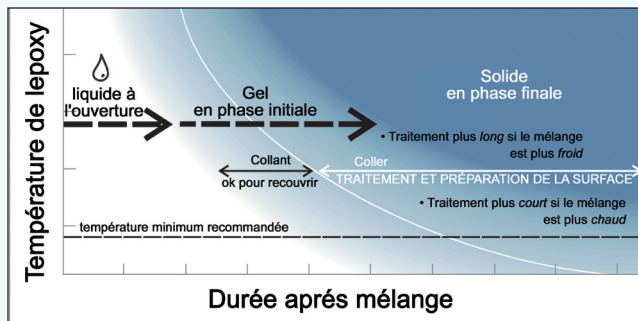 Température de lepoxy
liquide à
l'ouverture
Gel
en phase initiale
Solide
en phase finale
• Traitement plus long si le mélange
est plus froid
Collant
ok pour recouvrir
Coller
TRAITEMENT ET PRÉPARATION DE LA SURFACE
• Traitement plus court si le mélange
est plus chaud
température minimum recommandée
Durée aprés mélange